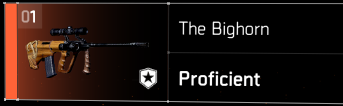 01
The Bighorn
Proficient